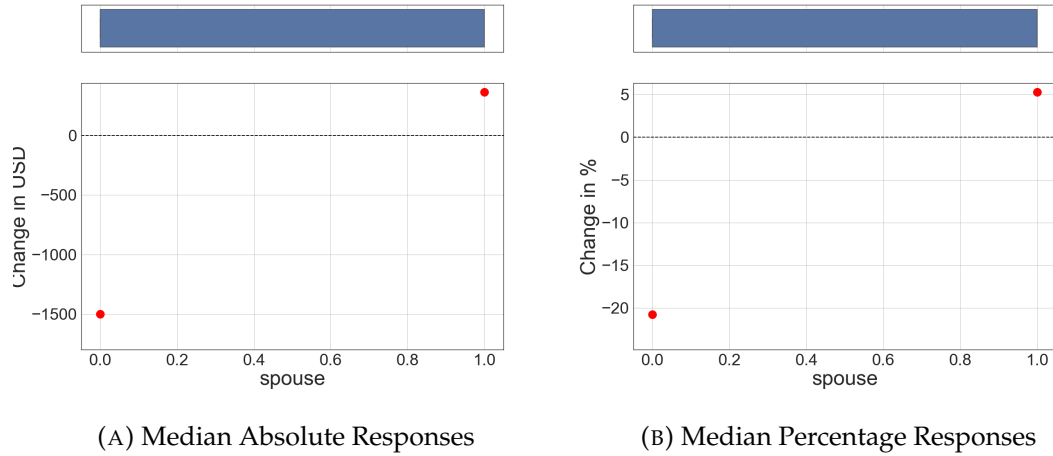 0
−500
−1000
−1500
Change in USD
0.0 0.2 0.4 0.6 0.8 1.0
spouse
(A) Median Absolute Responses
5
0
−5
−10
−15
−20
Change in %
0.0 0.2 0.4 0.6 0.8 1.0
spouse
(B) Median Percentage Responses